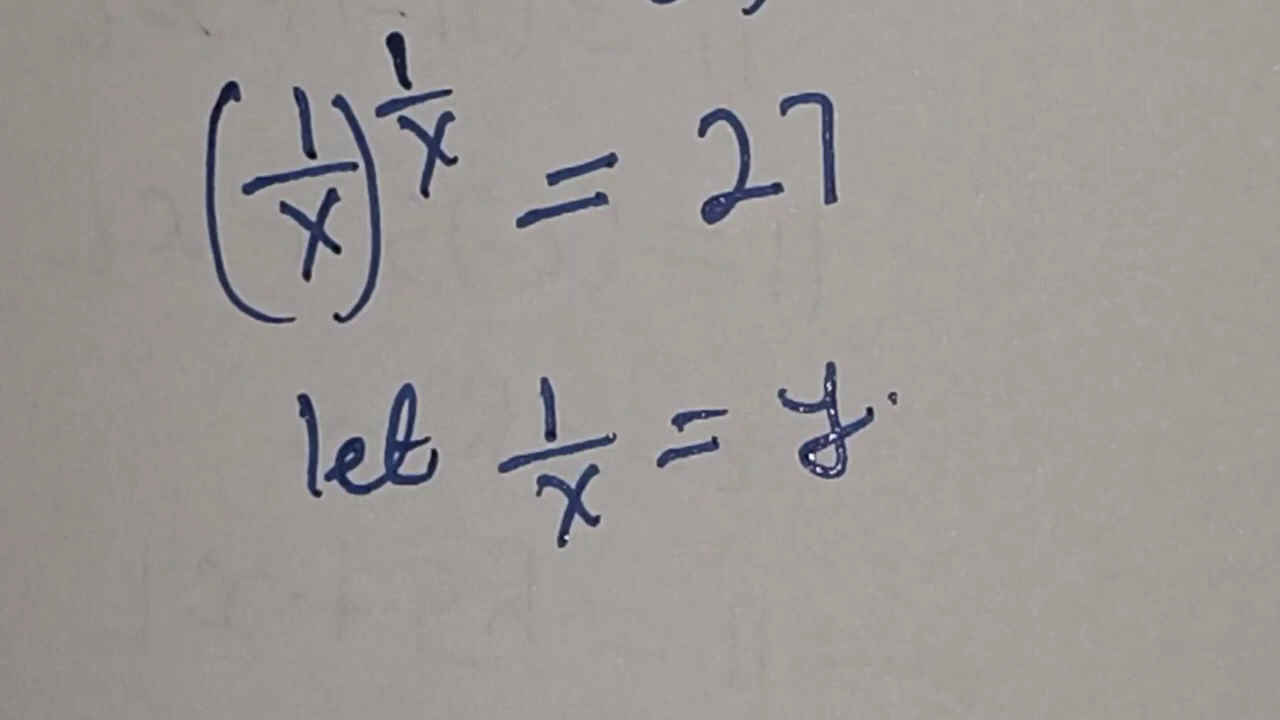 (1/x)^(1/x) = 27
let 1/x = y